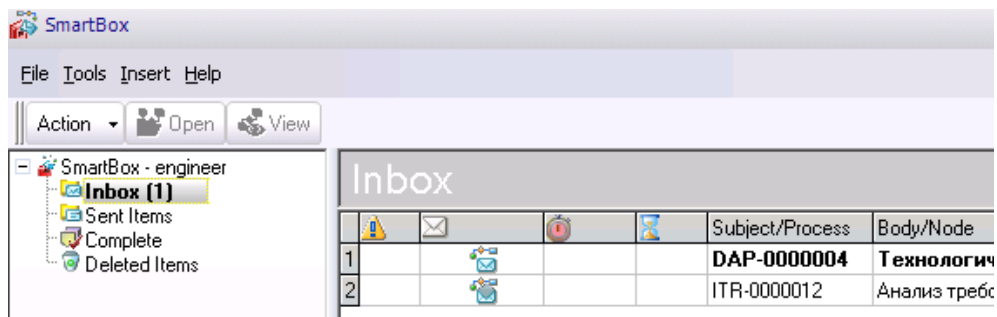 SmartBox
File Tools Insert Help
Action Open View
SmartBox - engineer
Inbox (1)
Sent Items
Complete
Deleted Items
Inbox
Subject/Process Body/Node
1 DAP-0000004
2 ITR-0000012 Анализ